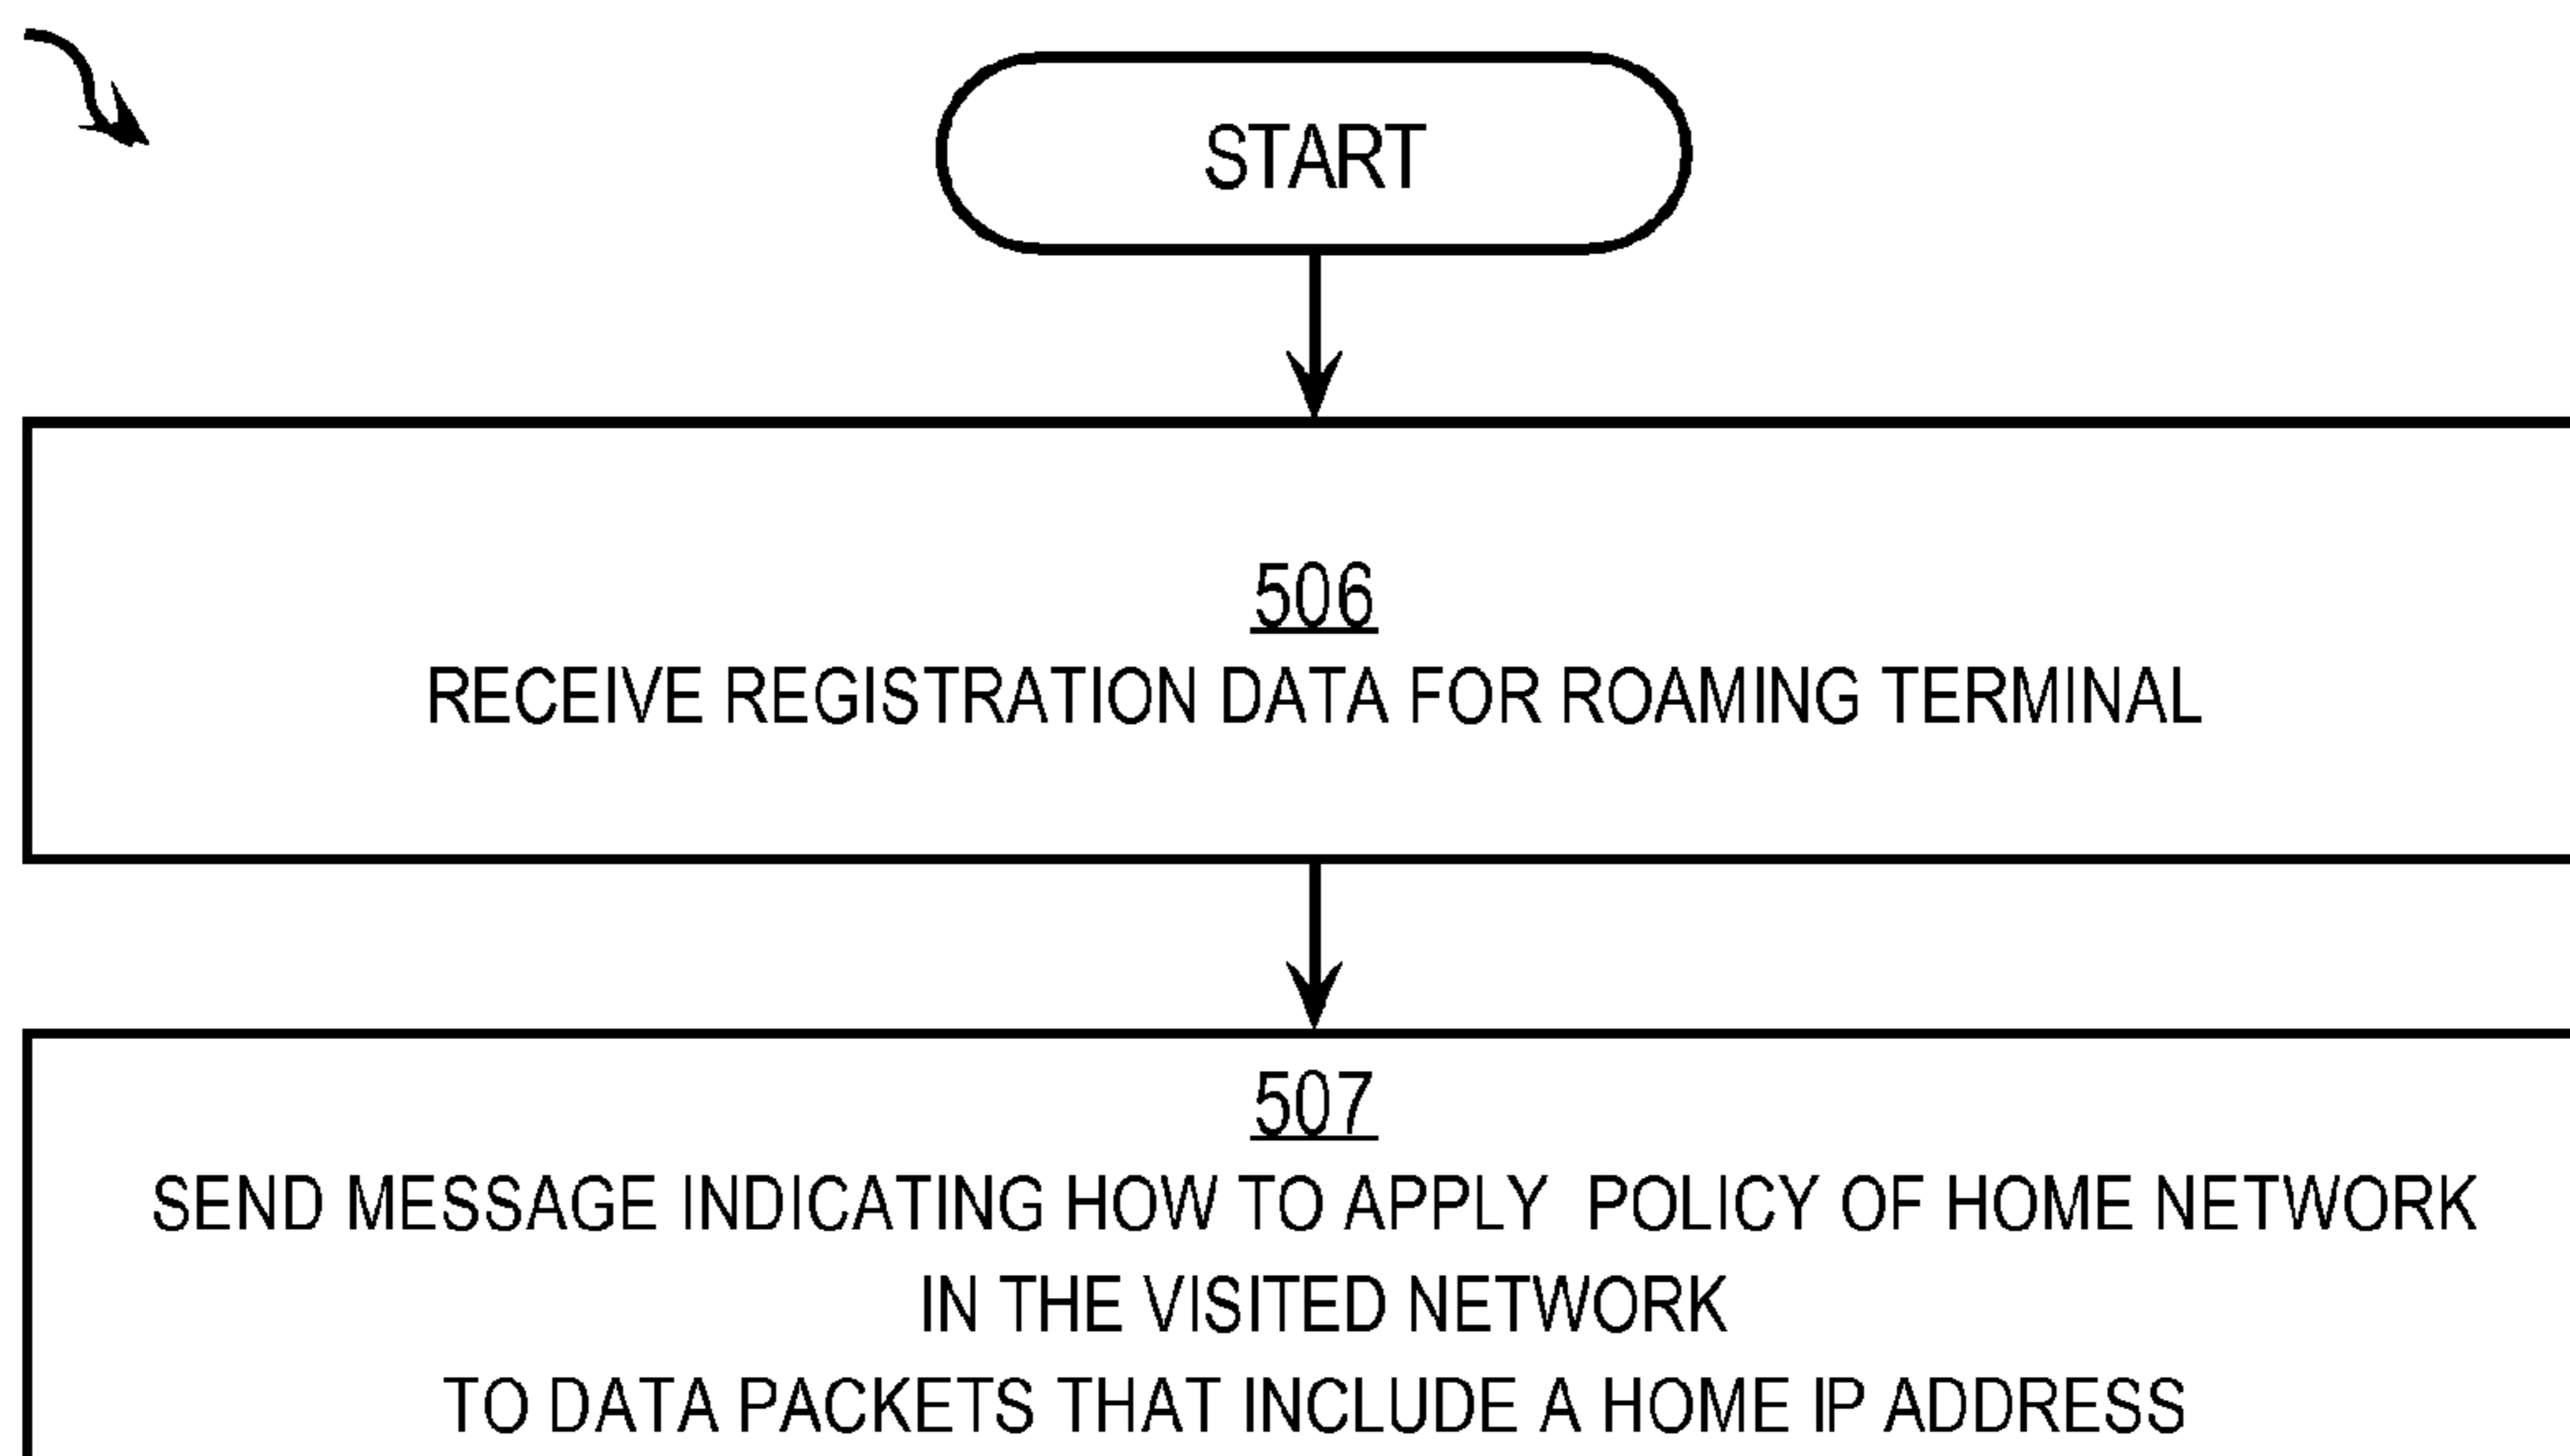 START
506
RECEIVE REGISTRATION DATA FOR ROAMING TERMINAL
507
SEND MESSAGE INDICATING HOW TO APPLY POLICY OF HOME NETWORK
IN THE VISITED NETWORK
TO DATA PACKETS THAT INCLUDE A HOME IP ADDRESS